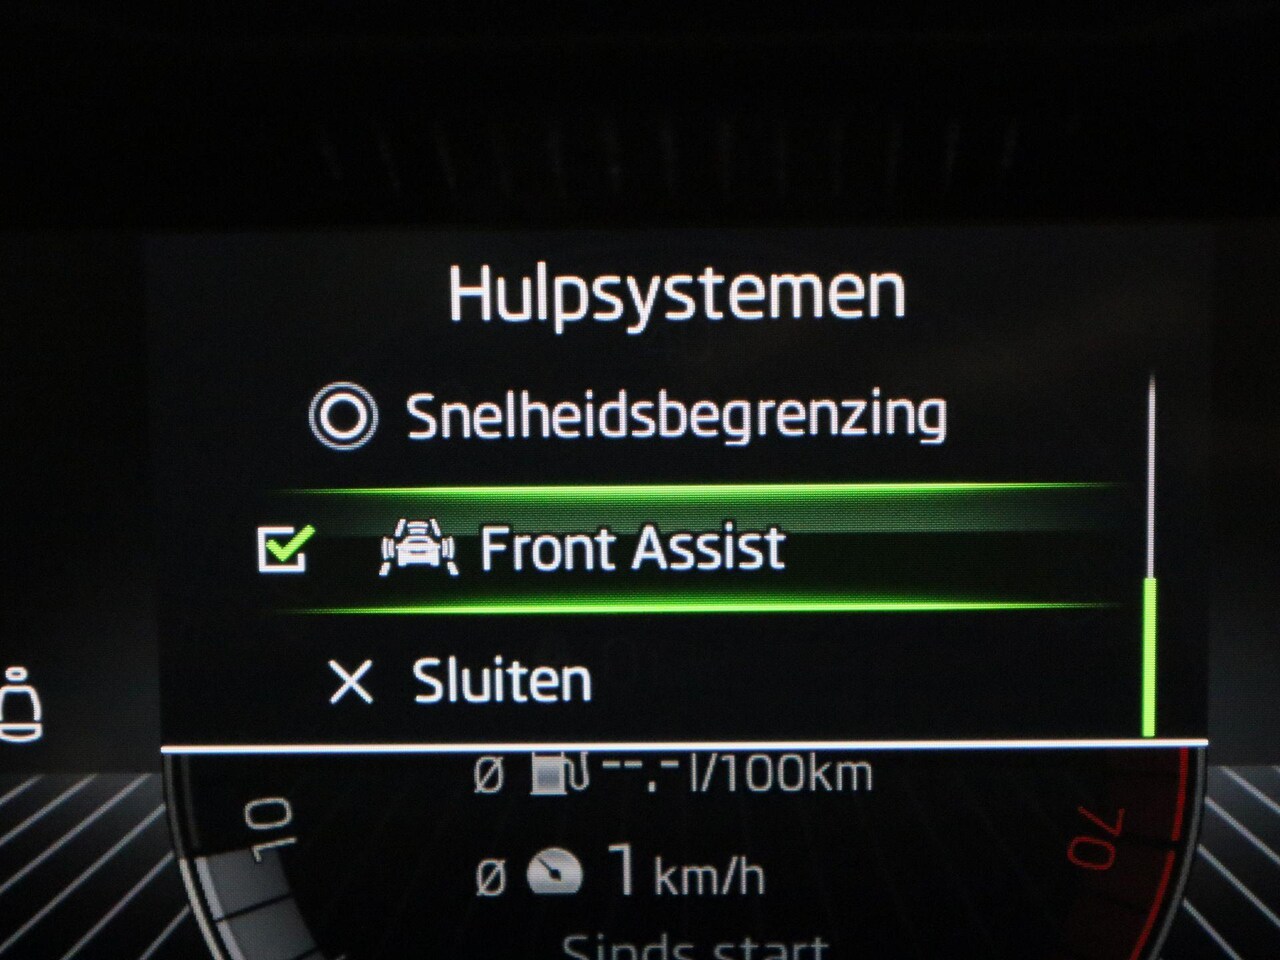 Hulpsystemen
Snelheidsbegrenzing
Front Assist
Sluiten
Ø --.- l/100km
10
70
Ø 1 km/h
Sinds start